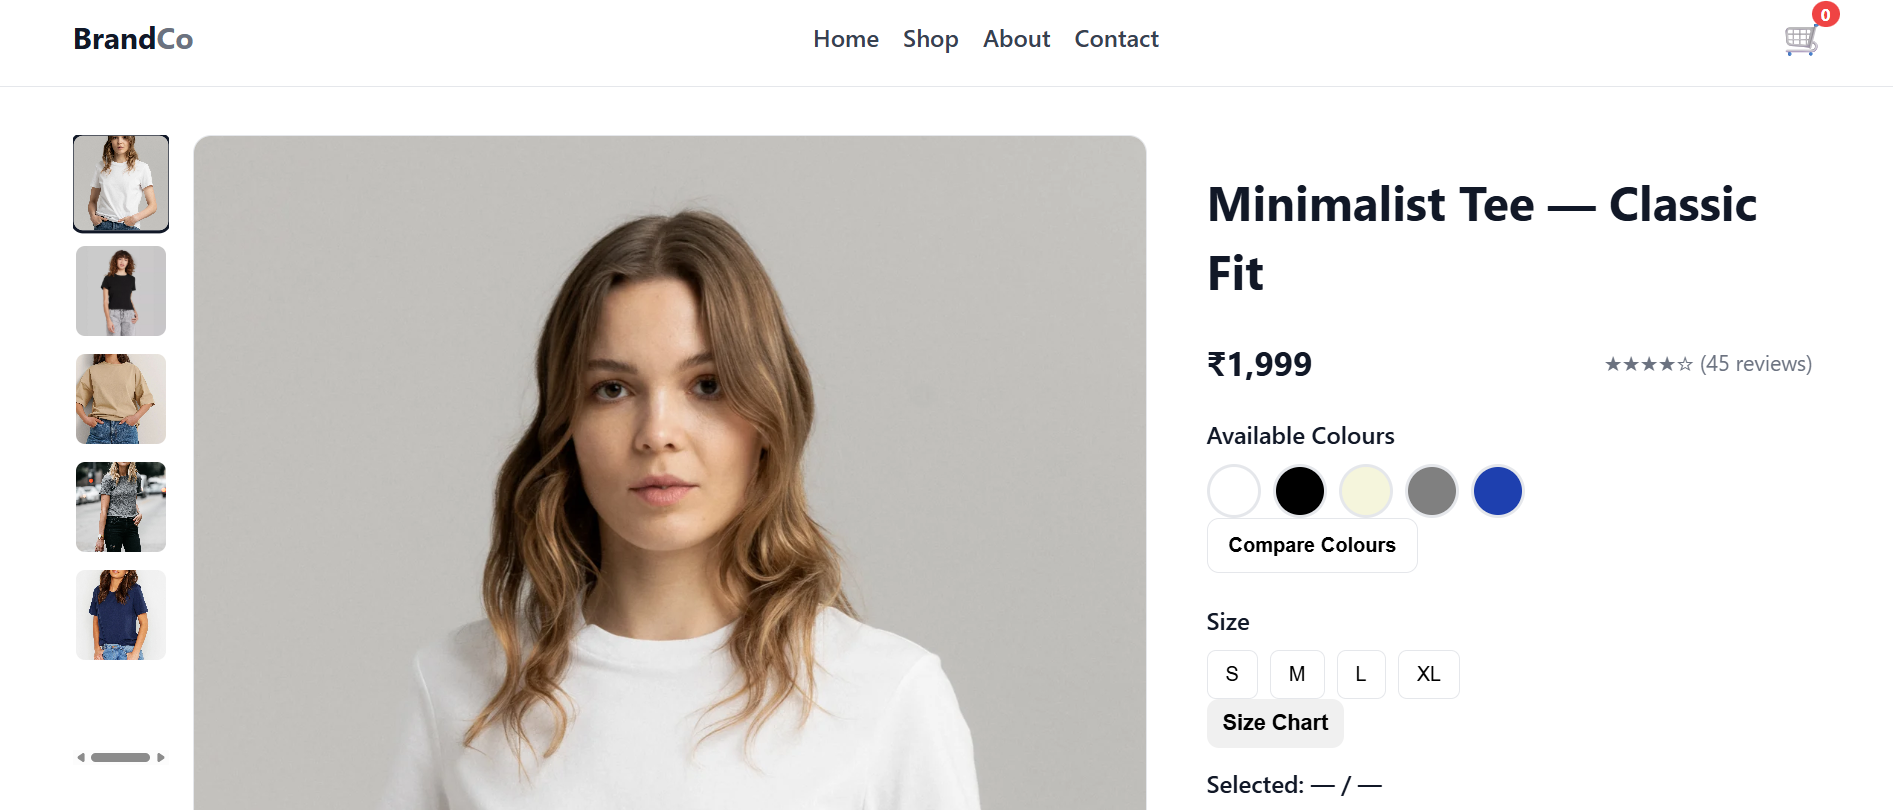 BrandCo
Home Shop About Contact
0
Minimalist Tee — Classic
Fit
₹1,999
★★★★☆ (45 reviews)
Available Colours
Compare Colours
Size
S M L XL
Size Chart
Selected: — / —